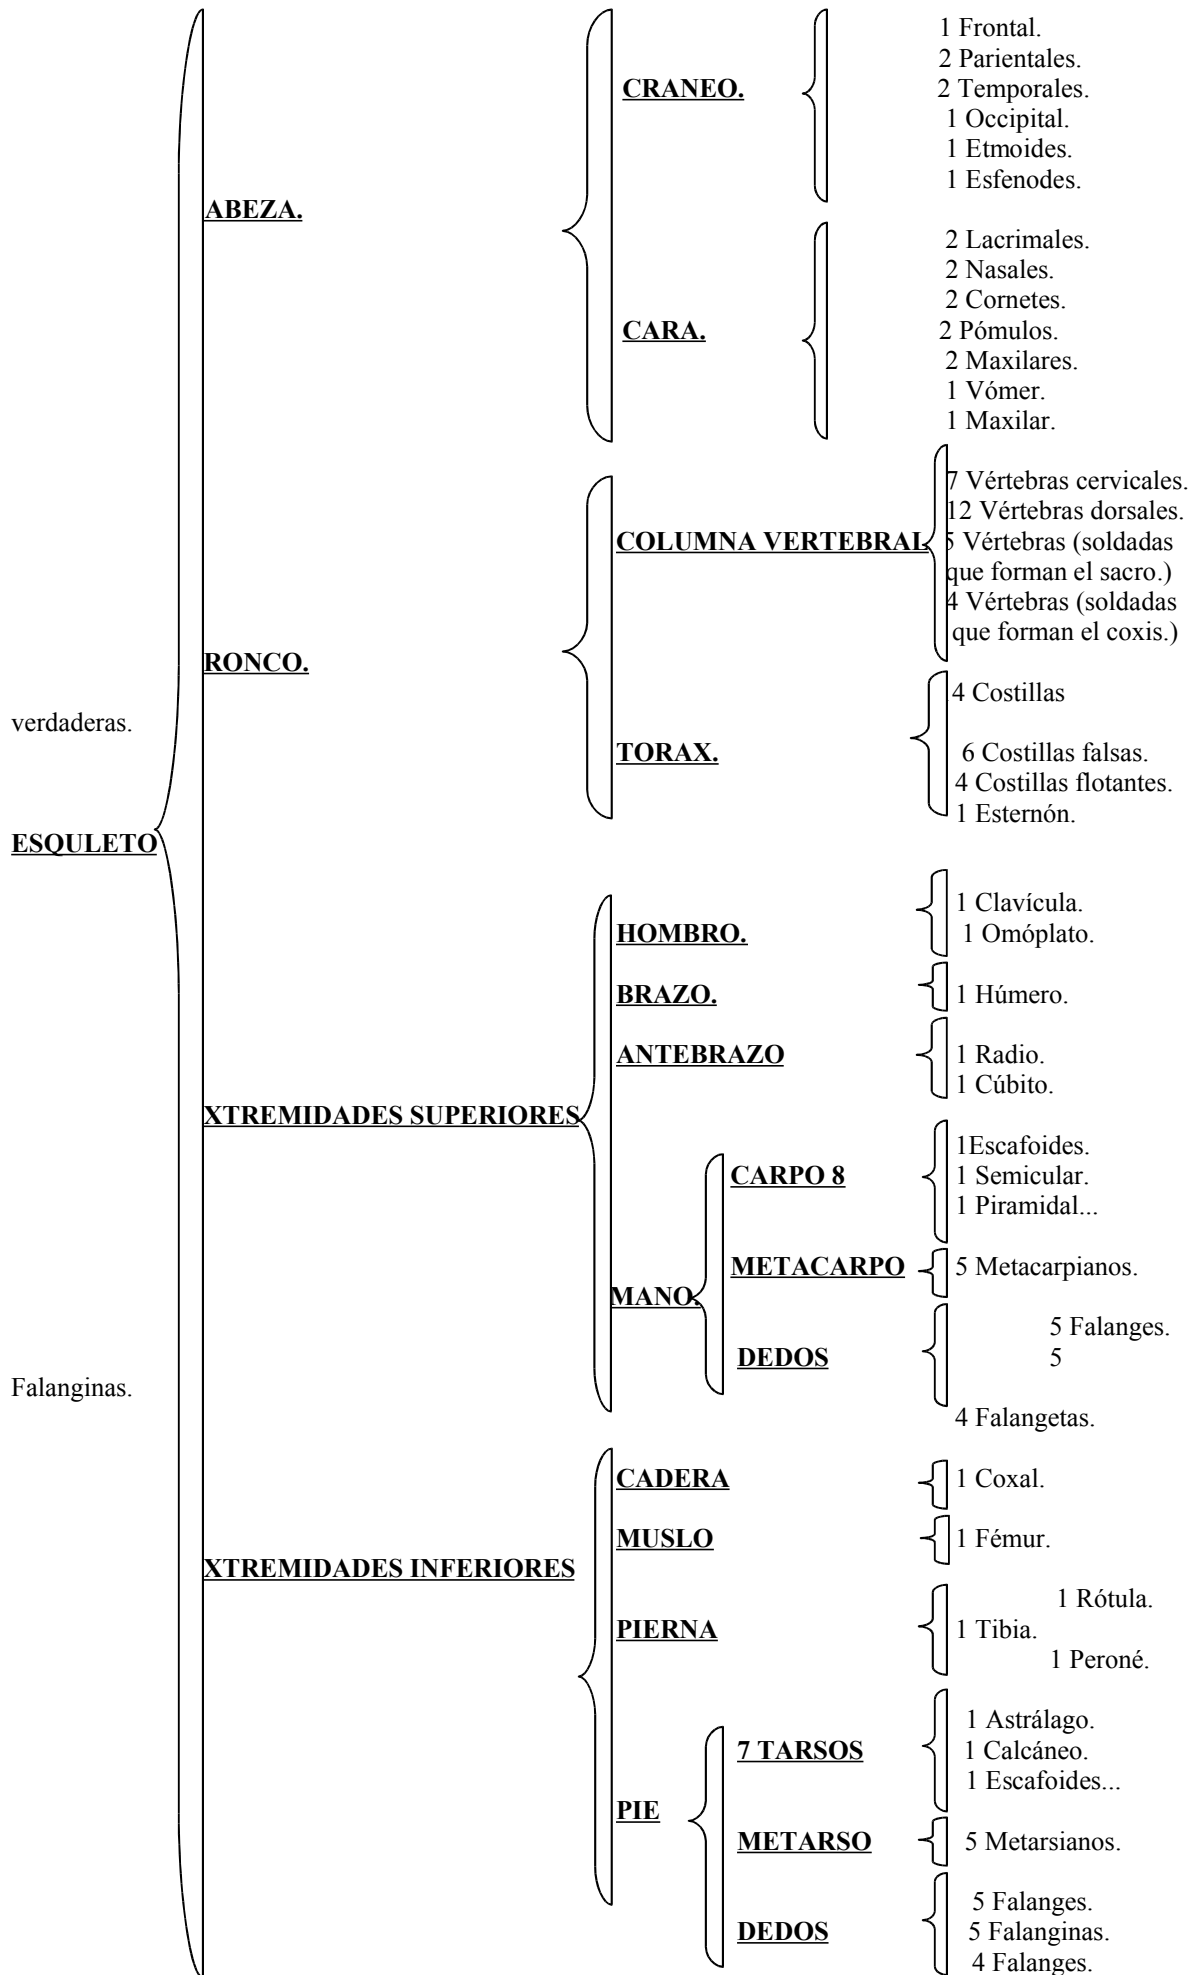 1 Frontal.
2 Parientales.
CRANEO.
2 Temporales.
1 Occipital.
1 Etmoides.
1 Esfenodes.
ABEZA.
2 Lacrimales.
2 Nasales.
2 Cornetes.
CARA.
2 Pómulos.
2 Maxilares.
1 Vómer.
1 Maxilar.
7 Vértebras cervicales.
12 Vértebras dorsales.
COLUMNA VERTEBRAL
5 Vértebras (soldadas
que forman el sacro.)
4 Vértebras (soldadas
que forman el coxis.)
RONCO.
4 Costillas
verdaderas.
TORAX.
6 Costillas falsas.
4 Costillas flotantes.
1 Esternón.
ESQULETO
1 Clavícula.
HOMBRO.
1 Omóplato.
BRAZO.
1 Húmero.
ANTEBRAZO
1 Radio.
1 Cúbito.
XTREMIDADES SUPERIORES
1Escafoides.
CARPO 8
1 Semicular.
1 Piramidal...
METACARPO
5 Metacarpianos.
MANO.
5 Falanges.
DEDOS
5
Falanginas.
4 Falangetas.
CADERA
1 Coxal.
MUSLO
1 Fémur.
XTREMIDADES INFERIORES
1 Rótula.
PIERNA
1 Tibia.
1 Peroné.
1 Astrálago.
7 TARSOS
1 Calcáneo.
1 Escafoides...
PIE
METARSO
5 Metarsianos.
5 Falanges.
DEDOS
5 Falanginas.
4 Falanges.